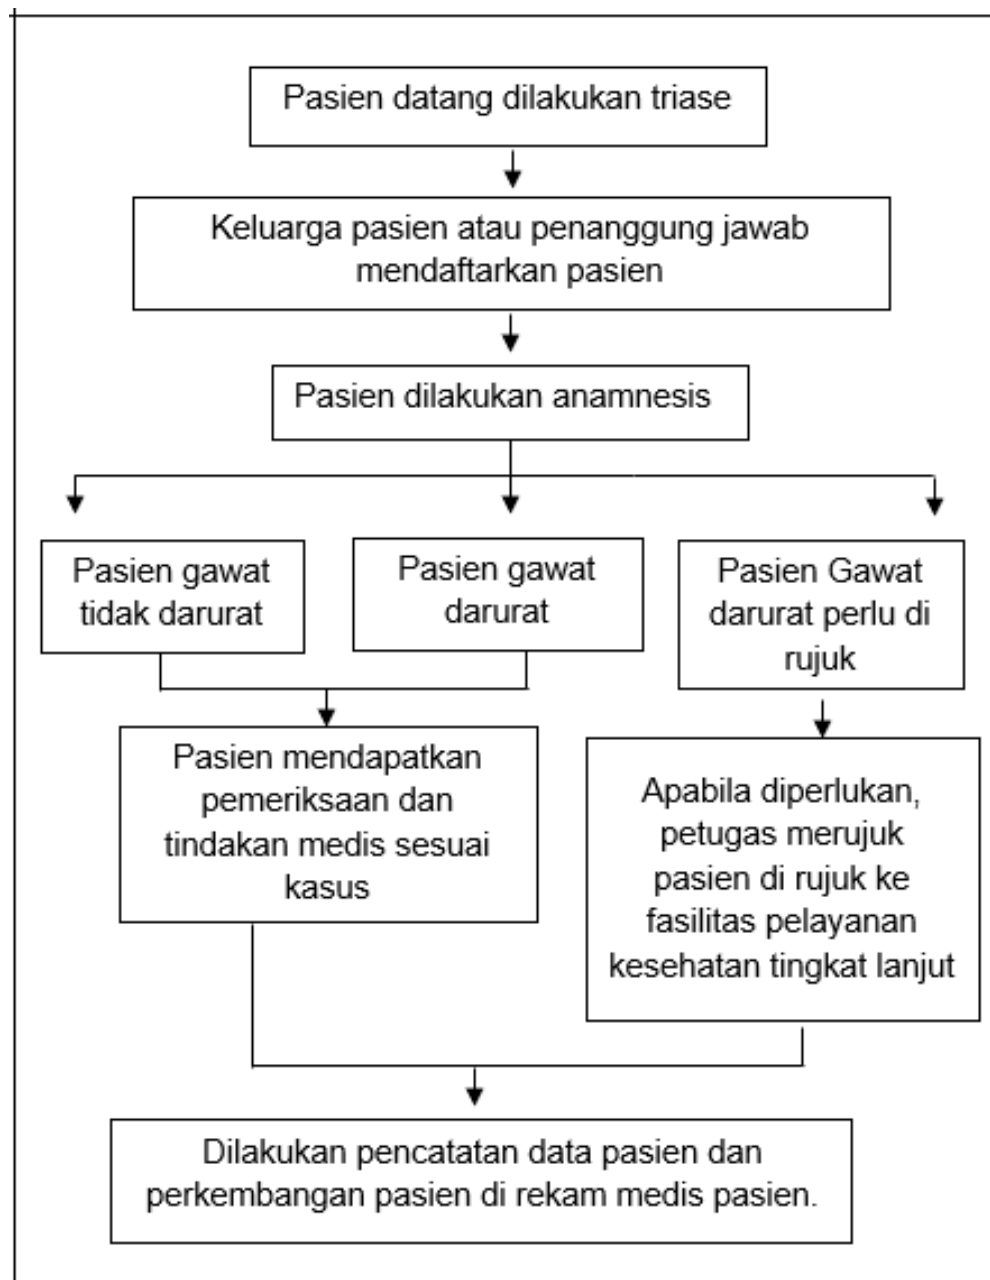 Pasien datang dilakukan triase
Keluarga pasien atau penanggung jawab
mendaftarkan pasien
Pasien dilakukan anamnesis
Pasien gawat
tidak darurat
Pasien gawat
darurat
Pasien Gawat
darurat perlu di
rujuk
Pasien mendapatkan
pemeriksaan dan
tindakan medis sesuai
kasus
Apabila diperlukan,
petugas merujuk
pasien di rujuk ke
fasilitas pelayanan
kesehatan tingkat lanjut
Dilakukan pencatatan data pasien dan
perkembangan pasien di rekam medis pasien.